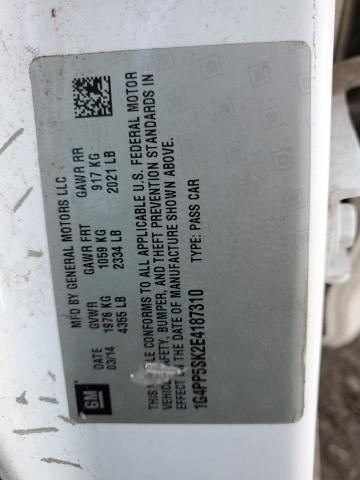 GM
MFD BY GENERAL MOTORS LLC
DATE GVWR GAWR FRT GAWR RR
03/14 1976 KG 1059 KG 917 KG
4355 LB 2334 LB 2021 LB
THIS VEHICLE CONFORMS TO ALL APPLICABLE U.S. FEDERAL MOTOR
VEHICLE SAFETY, BUMPER, AND THEFT PREVENTION STANDARDS IN
EFFECT ON THE DATE OF MANUFACTURE SHOWN ABOVE.
1G4PP5SK2E4187310 TYPE: PASS CAR